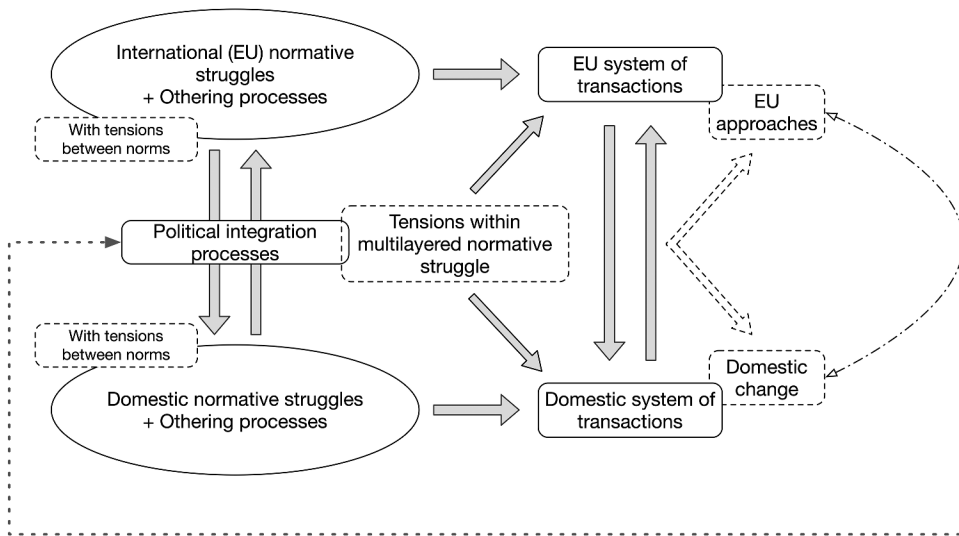 International (EU) normative
struggles
+ Othering processes
With tensions
between norms
EU system of
transactions
EU
approaches
Political integration
processes
Tensions within
multilayered normative
struggle
With tensions
between norms
Domestic normative struggles
+ Othering processes
Domestic system of
transactions
Domestic
change